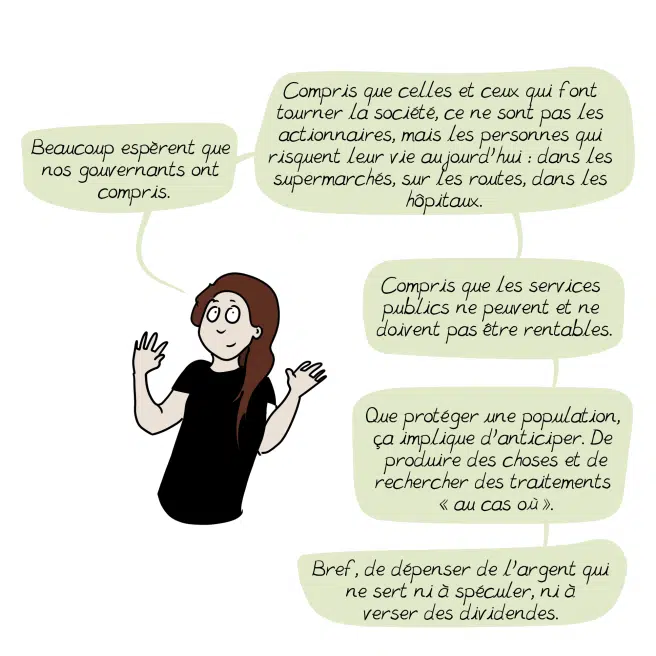 Beaucoup espèrent que
nos gouvernants ont
compris.
Compris que celles et ceux qui font
tourner la société, ce ne sont pas les
actionnaires, mais les personnes qui
risquent leur vie aujourd'hui : dans les
supermarchés, sur les routes, dans les
hôpitaux.
Compris que les services
publics ne peuvent et ne
doivent pas être rentables.
Que protéger une population,
ça implique d'anticiper. De
produire des choses et de
rechercher des traitements
« au cas où ».
Bref, de dépenser de l'argent qui
ne sert ni à spéculer, ni à
verser des dividendes.